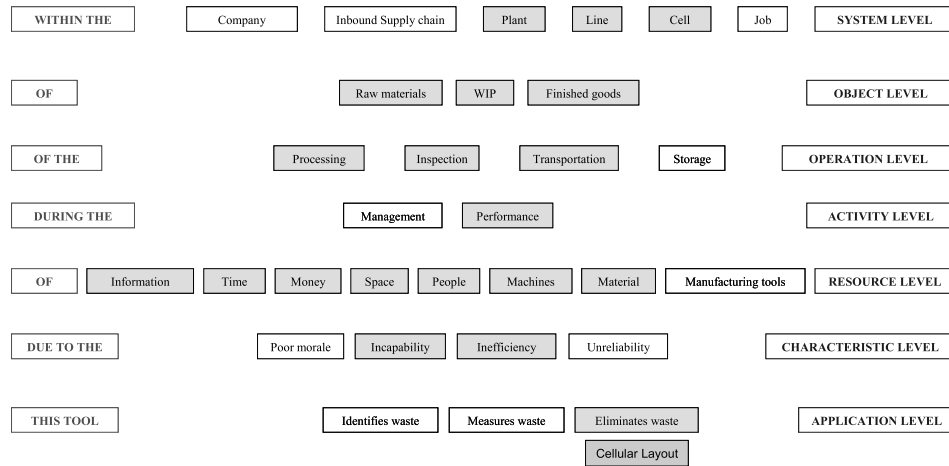 WITHIN THE Company Inbound Supply chain Plant Line Cell Job SYSTEM LEVEL
OF Raw materials WIP Finished goods OBJECT LEVEL
OF THE Processing Inspection Transportation Storage OPERATION LEVEL
DURING THE Management Performance ACTIVITY LEVEL
OF Information Time Money Space People Machines Material Manufacturing tools RESOURCE LEVEL
DUE TO THE Poor morale Incapability Inefficiency Unreliability CHARACTERISTIC LEVEL
THIS TOOL Identifies waste Measures waste Eliminates waste APPLICATION LEVEL
Cellular Layout